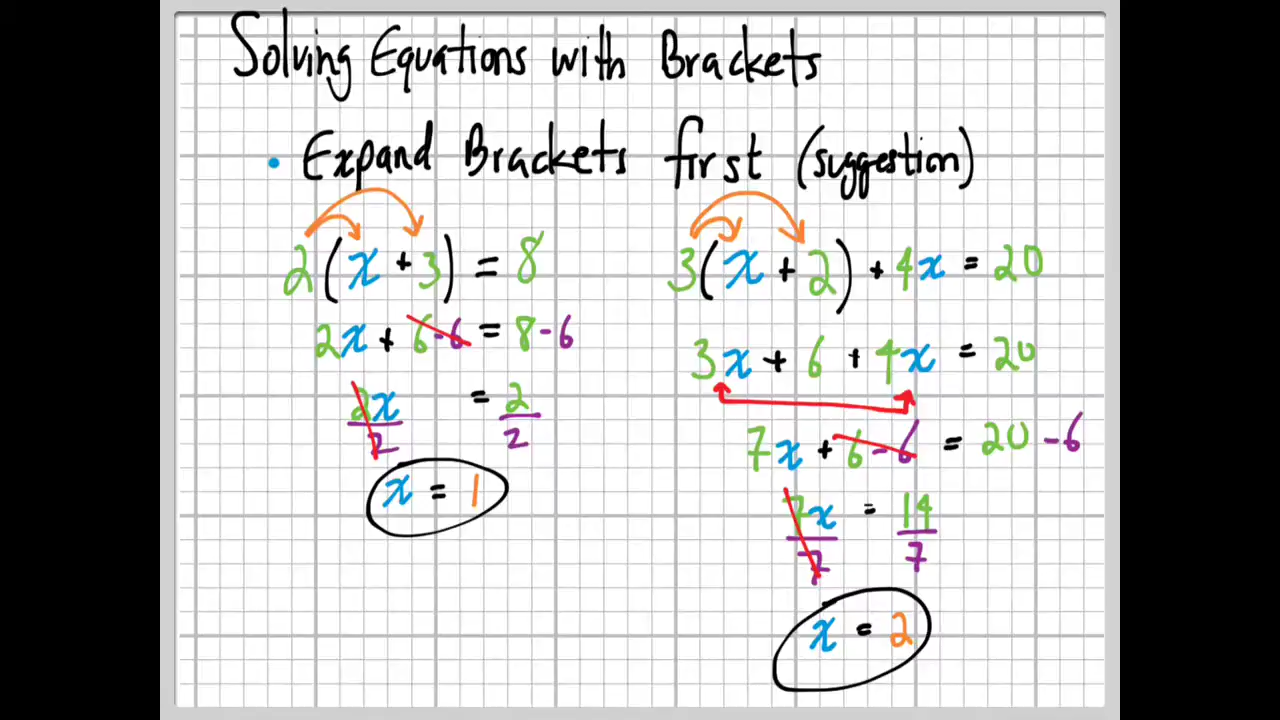 Solving Equations with Brackets
• Expand Brackets first (suggestion)
2(x + 3) = 8
2x + 6 - 6 = 8 - 6
2x/2 = 2/2
x = 1
3(x + 2) + 4x = 20
3x + 6 + 4x = 20
7x + 6 - 6 = 20 - 6
7x/7 = 14/7
x = 2